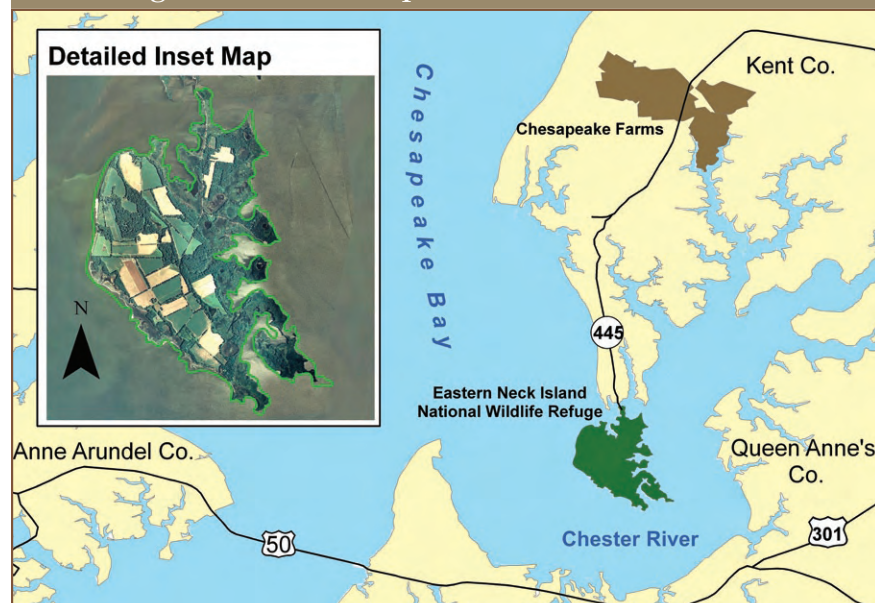 Detailed Inset Map
N
Chesapeake Bay
Kent Co.
Chesapeake Farms
445
Eastern Neck Island
National Wildlife Refuge
Anne Arundel Co.
Queen Anne's
Co.
50
Chester River
301